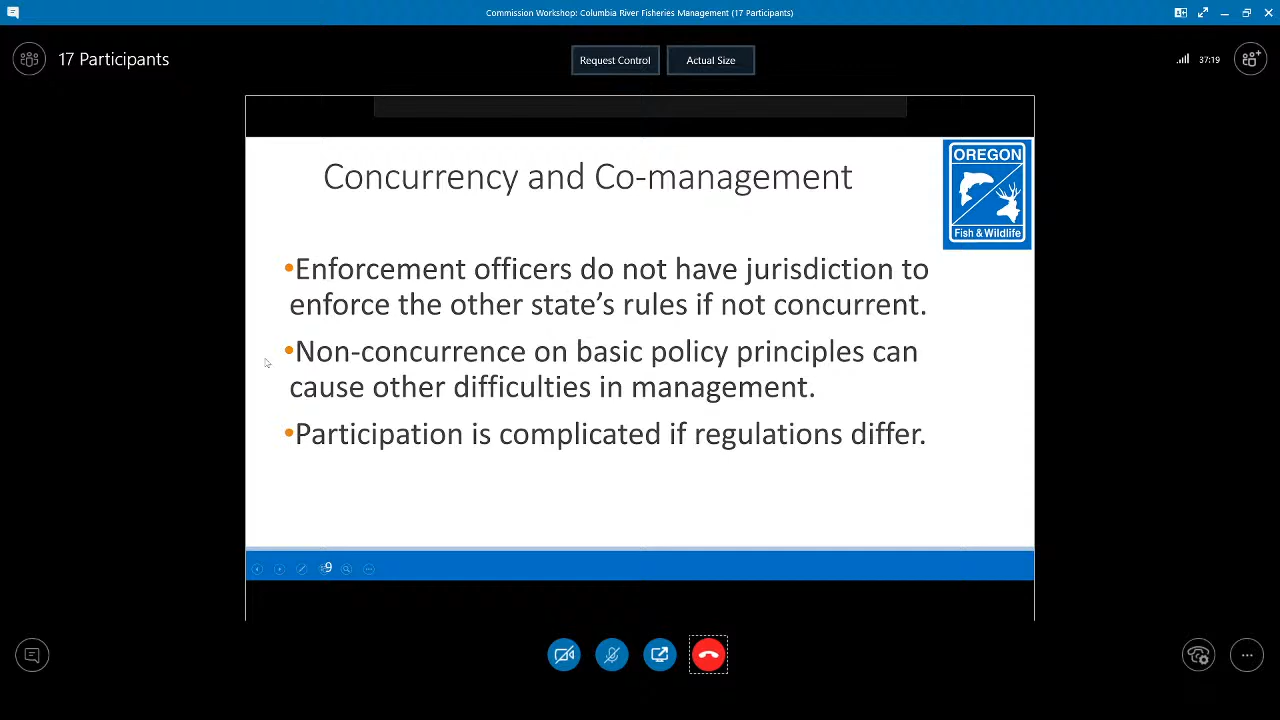 Commission Workshop: Columbia River Fisheries Management (17 Participants)
17 Participants
Request Control
Actual Size
37:19
Concurrency and Co-management
OREGON
Fish & Wildlife
•Enforcement officers do not have jurisdiction to
enforce the other state’s rules if not concurrent.
•Non-concurrence on basic policy principles can
cause other difficulties in management.
•Participation is complicated if regulations differ.
9